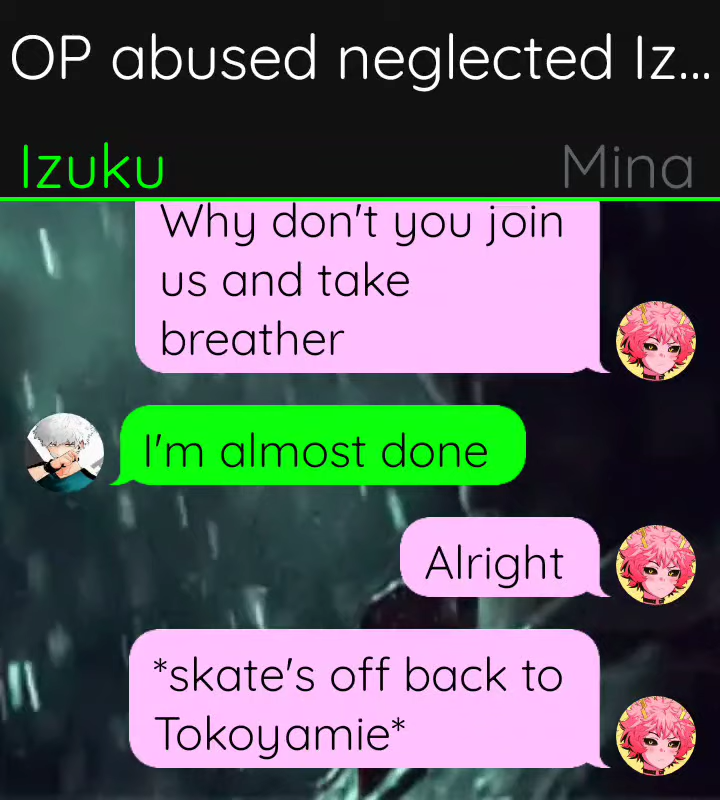 OP abused neglected Iz...
Izuku Mina
Why don't you join
us and take
breather
I'm almost done
Alright
*skate's off back to
Tokoyamie*